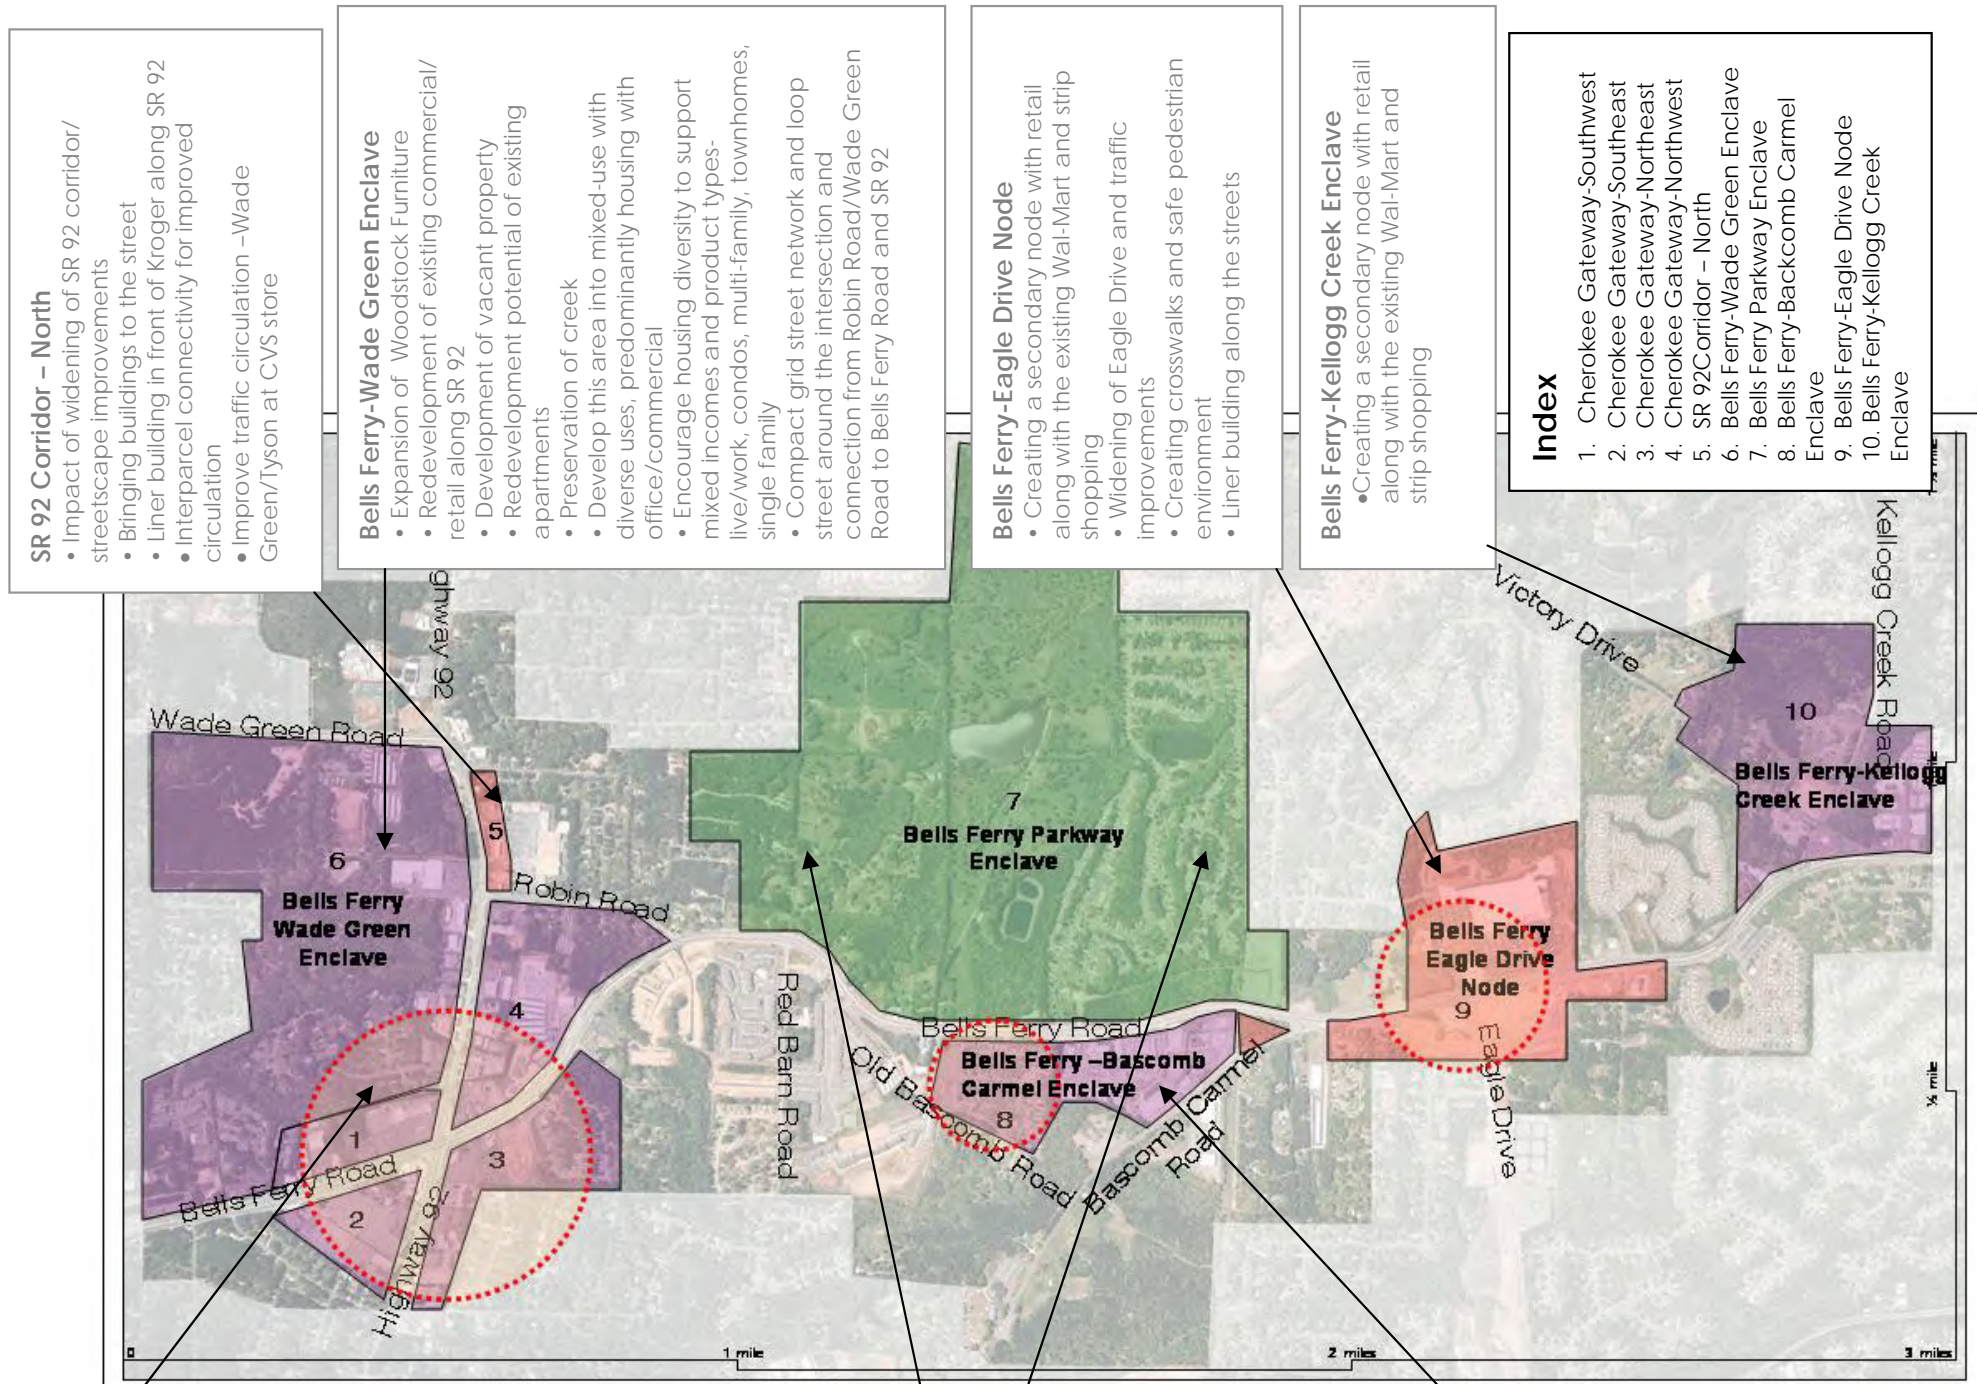 SR 92 Corridor – North
• Impact of widening of SR 92 corridor/
streetscape improvements
• Bringing buildings to the street
• Liner building in front of Kroger along SR 92
• Interparcel connectivity for improved
circulation
• Improve traffic circulation –Wade
Green/Tyson at CVS store
Bells Ferry-Wade Green Enclave
• Expansion of Woodstock Furniture
• Redevelopment of existing commercial/
retail along SR 92
• Development of vacant property
• Redevelopment potential of existing
apartments
• Preservation of creek
• Develop this area into mixed-use with
diverse uses, predominantly housing with
office/commercial
• Encourage housing diversity to support
mixed incomes and product types-
live/work, condos, multi-family, townhomes,
single family
• Compact grid street network and loop
street around the intersection and
connection from Robin Road/Wade Green
Road to Bells Ferry Road and SR 92
Bells Ferry-Eagle Drive Node
• Creating a secondary node with retail
along with the existing Wal-Mart and strip
shopping
• Widening of Eagle Drive and traffic
improvements
• Creating crosswalks and safe pedestrian
environment
• Liner building along the streets
Bells Ferry-Kellogg Creek Enclave
•Creating a secondary node with retail
along with the existing Wal-Mart and
strip shopping
Index
1. Cherokee Gateway-Southwest
2. Cherokee Gateway-Southeast
3. Cherokee Gateway-Northeast
4. Cherokee Gateway-Northwest
5. SR 92Corridor – North
6. Bells Ferry-Wade Green Enclave
7. Bells Ferry Parkway Enclave
8. Bells Ferry-Backcomb Carmel
Enclave
9. Bells Ferry-Eagle Drive Node
10. Bells Ferry-Kellogg Creek
Enclave
ghway 92
Wade Green Road
Robin Road
Red Barn Road
Bells Ferry Road
Old Bascomb Road
Bascomb Carmel
Road
Eagle Drive
Victory Drive
Kellogg Creek Road
Bells Ferry Road
Highway 92
6
Bells Ferry
Wade Green
Enclave
5
4
1
2
3
7
Bells Ferry Parkway
Enclave
Bells Ferry –Bascomb
Carmel Enclave
8
Bells Ferry
Eagle Drive
Node
9
10
Bells Ferry-Kellogg
Creek Enclave
0
1 mile
2 miles
3 miles
½ mile